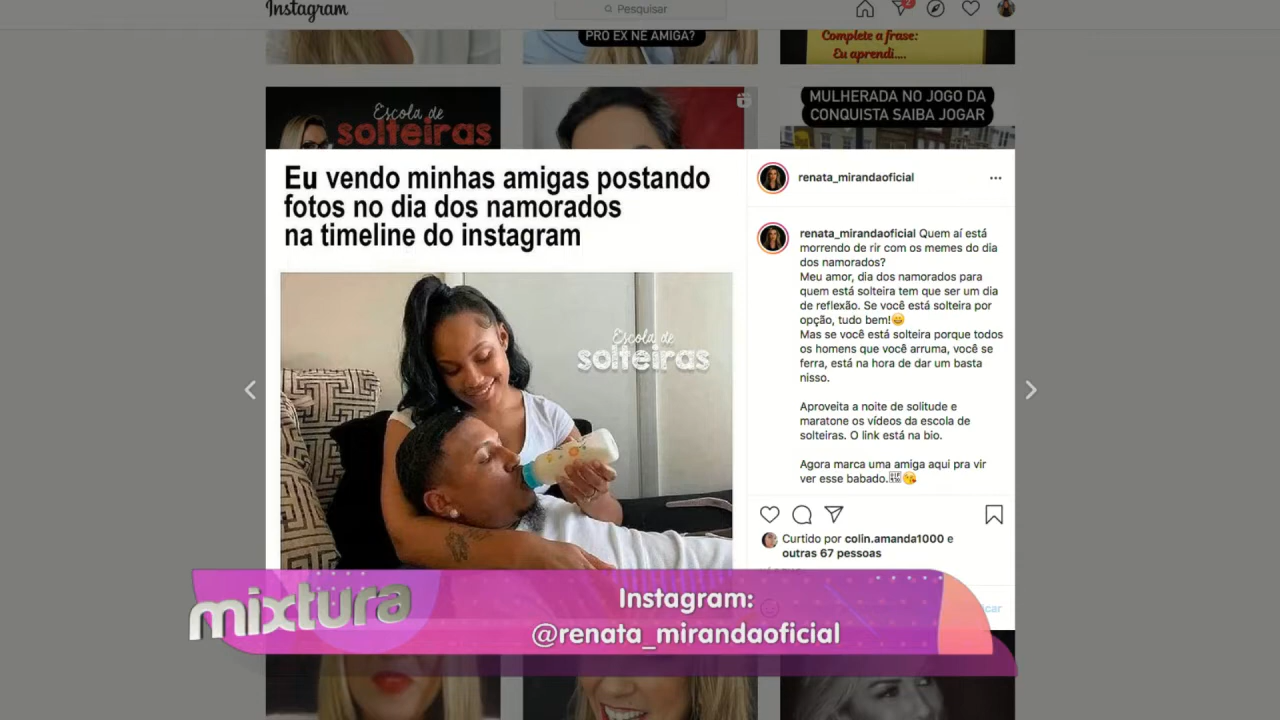 Instagram
Pesquisar
2
PRO EX NE AMIGA?
Complete a frase:
Eu aprendi....
Escola de
solteiras
MULHERADA NO JOGO DA
CONQUISTA SAIBA JOGAR
Eu vendo minhas amigas postando
fotos no dia dos namorados
na timeline do instagram
Escola de
solteiras
renata_mirandaoficial
renata_mirandaoficial Quem aí está
morrendo de rir com os memes do dia
dos namorados?
Meu amor, dia dos namorados para
quem está solteira tem que ser um dia
de reflexão. Se você está solteira por
opção, tudo bem!😄
Mas se você está solteira porque todos
os homens que você arruma, você se
ferra, está na hora de dar um basta
nisso.
Aproveita a noite de solitude e
maratone os vídeos da escola de
solteiras. O link está na bio.
Agora marca uma amiga aqui pra vir
ver esse babado.😘
Curtido por colin.amanda1000 e
outras 67 pessoas
mixtura
Instagram:
@renata_mirandaoficial